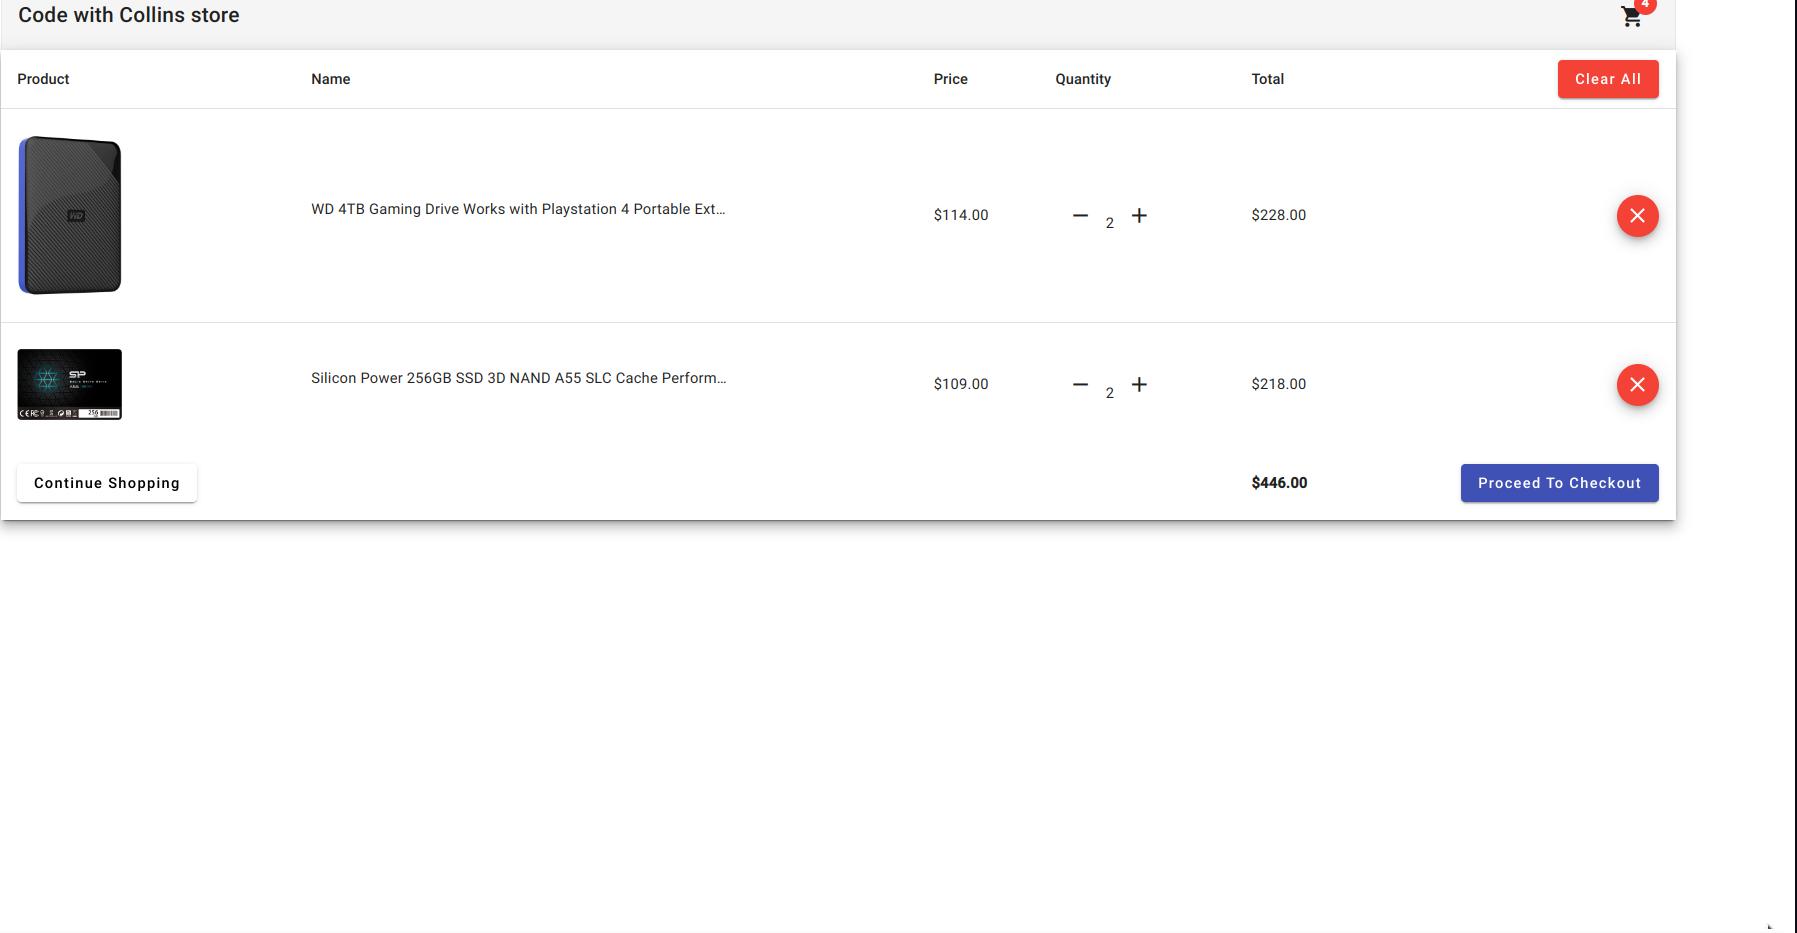 Code with Collins store
4
Product Name Price Quantity Total Clear All
WD
WD 4TB Gaming Drive Works with Playstation 4 Portable Ext… $114.00 2 $228.00
SP
256
Silicon Power 256GB SSD 3D NAND A55 SLC Cache Perform… $109.00 2 $218.00
Continue Shopping $446.00 Proceed To Checkout